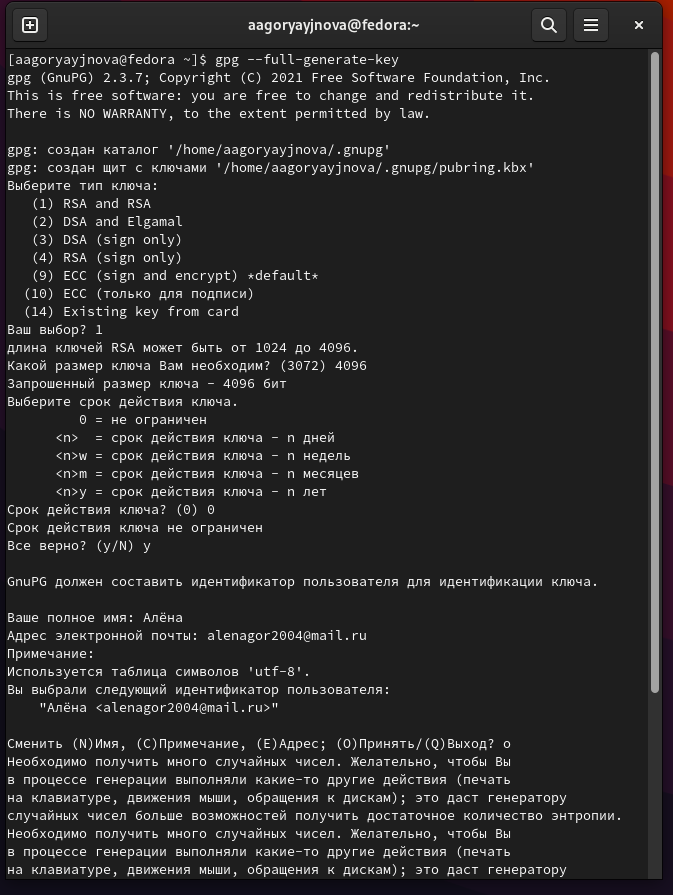 aagoryayjnova@fedora:~
[aagoryayjnova@fedora ~]$ gpg --full-generate-key
gpg (GnuPG) 2.3.7; Copyright (C) 2021 Free Software Foundation, Inc.
This is free software: you are free to change and redistribute it.
There is NO WARRANTY, to the extent permitted by law.

gpg: создан каталог '/home/aagoryayjnova/.gnupg'
gpg: создан щит с ключами '/home/aagoryayjnova/.gnupg/pubring.kbx'
Выберите тип ключа:
   (1) RSA and RSA
   (2) DSA and Elgamal
   (3) DSA (sign only)
   (4) RSA (sign only)
   (9) ECC (sign and encrypt) *default*
  (10) ECC (только для подписи)
  (14) Existing key from card
Ваш выбор? 1
длина ключей RSA может быть от 1024 до 4096.
Какой размер ключа Вам необходим? (3072) 4096
Запрошенный размер ключа - 4096 бит
Выберите срок действия ключа.
         0 = не ограничен
      <n>  = срок действия ключа - n дней
      <n>w = срок действия ключа - n недель
      <n>m = срок действия ключа - n месяцев
      <n>y = срок действия ключа - n лет
Срок действия ключа? (0) 0
Срок действия ключа не ограничен
Все верно? (y/N) y

GnuPG должен составить идентификатор пользователя для идентификации ключа.

Ваше полное имя: Алёна
Адрес электронной почты: alenagor2004@mail.ru
Примечание:
Используется таблица символов 'utf-8'.
Вы выбрали следующий идентификатор пользователя:
    "Алёна <alenagor2004@mail.ru>"

Сменить (N)Имя, (C)Примечание, (E)Адрес; (O)Принять/(Q)Выход? o
Необходимо получить много случайных чисел. Желательно, чтобы Вы
в процессе генерации выполняли какие-то другие действия (печать
на клавиатуре, движения мыши, обращения к дискам); это даст генератору
случайных чисел больше возможностей получить достаточное количество энтропии.
Необходимо получить много случайных чисел. Желательно, чтобы Вы
в процессе генерации выполняли какие-то другие действия (печать
на клавиатуре, движения мыши, обращения к дискам); это даст генератору